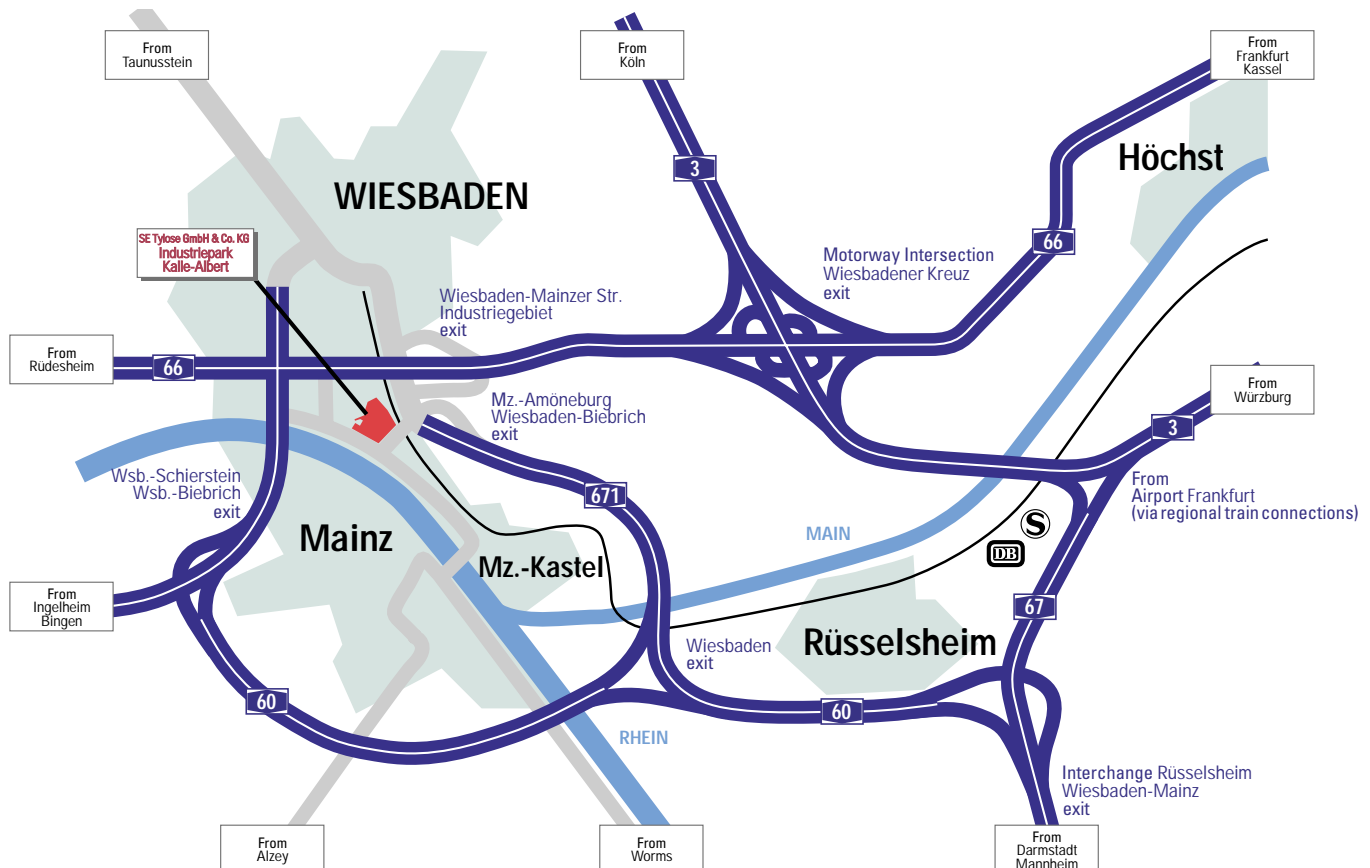 From
Taunusstein
From
Köln
From
Frankfurt
Kassel
Höchst
3
WIESBADEN
SE Tylose GmbH & Co. KG
Industriepark
Kalle-Albert
66
Motorway Intersection
Wiesbadener Kreuz
exit
Wiesbaden-Mainzer Str.
Industriegebiet
exit
From
Rüdesheim
66
Mz.-Amöneburg
Wiesbaden-Biebrich
exit
From
Würzburg
3
Wsb.-Schierstein
Wsb.-Biebrich
exit
671
From
Airport Frankfurt
(via regional train connections)
Mainz
MAIN
S
DB
Mz.-Kastel
From
Ingelheim
Bingen
67
Wiesbaden
exit
Rüsselsheim
60
60
RHEIN
Interchange Rüsselsheim
Wiesbaden-Mainz
exit
From
Alzey
From
Worms
From
Darmstadt
Mannheim